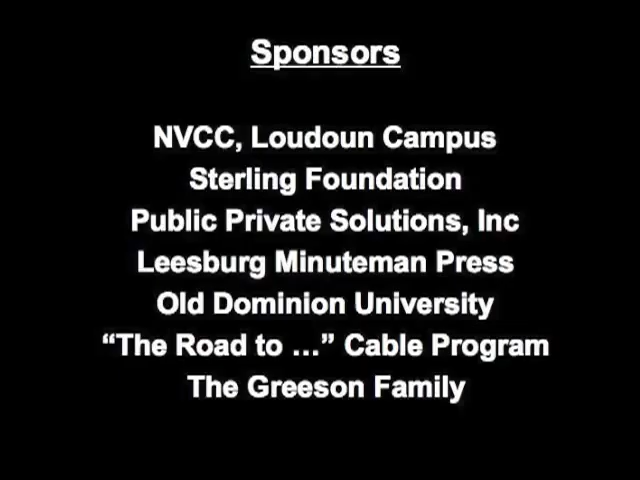 Sponsors
NVCC, Loudoun Campus
Sterling Foundation
Public Private Solutions, Inc
Leesburg Minuteman Press
Old Dominion University
“The Road to …” Cable Program
The Greeson Family